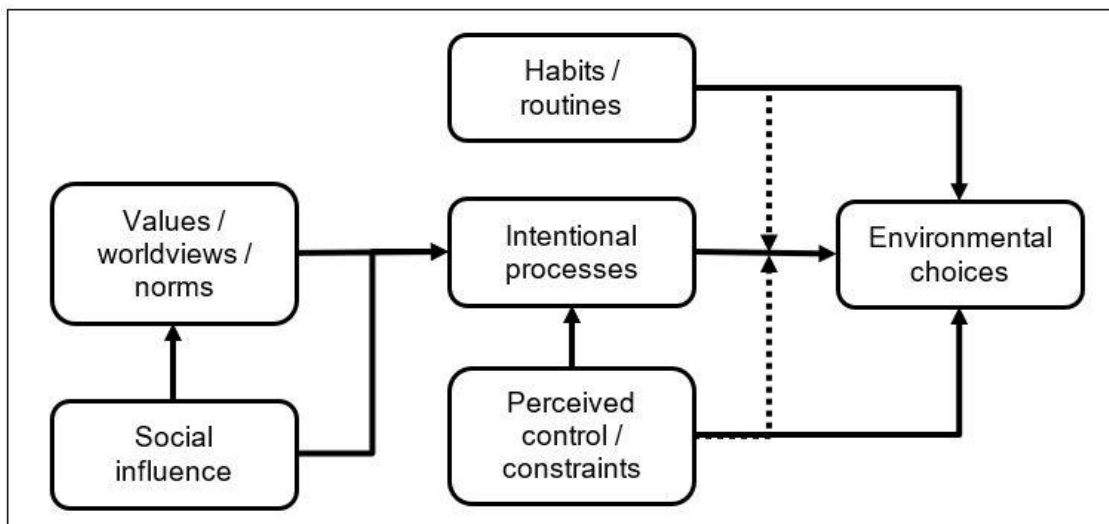 Habits /
routines
Values /
worldviews /
norms
Intentional
processes
Environmental
choices
Social
influence
Perceived
control /
constraints